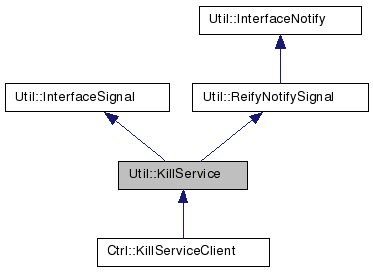 Util::InterfaceNotify
Util::InterfaceSignal
Util::ReifyNotifySignal
Util::KillService
Ctrl::KillServiceClient